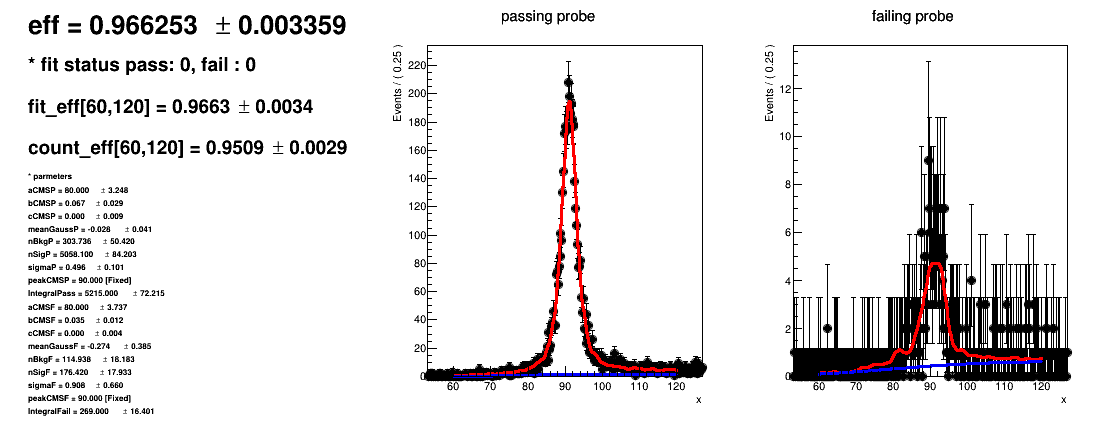 eff = 0.966253 ± 0.003359
* fit status pass: 0, fail : 0
fit_eff[60,120] = 0.9663 ± 0.0034
count_eff[60,120] = 0.9509 ± 0.0029
* parmeters
aCMSP = 80.000 ± 3.248
bCMSP = 0.067 ± 0.029
cCMSP = 0.000 ± 0.009
meanGaussP = -0.028 ± 0.041
nBkgP = 303.736 ± 50.420
nSigP = 5058.100 ± 84.203
sigmaP = 0.496 ± 0.101
peakCMSP = 90.000 [Fixed]
IntegralPass = 5215.000 ± 72.215
aCMSF = 80.000 ± 3.737
bCMSF = 0.035 ± 0.012
cCMSF = 0.000 ± 0.004
meanGaussF = -0.274 ± 0.385
nBkgF = 114.938 ± 18.183
nSigF = 176.420 ± 17.933
sigmaF = 0.908 ± 0.660
peakCMSF = 90.000 [Fixed]
IntegralFail = 269.000 ± 16.401
passing probe
Events / ( 0.25 )
220
200
180
160
140
120
100
80
60
40
20
0
60 70 80 90 100 110 120
x
failing probe
Events / ( 0.25 )
12
10
8
6
4
2
0
60 70 80 90 100 110 120
x